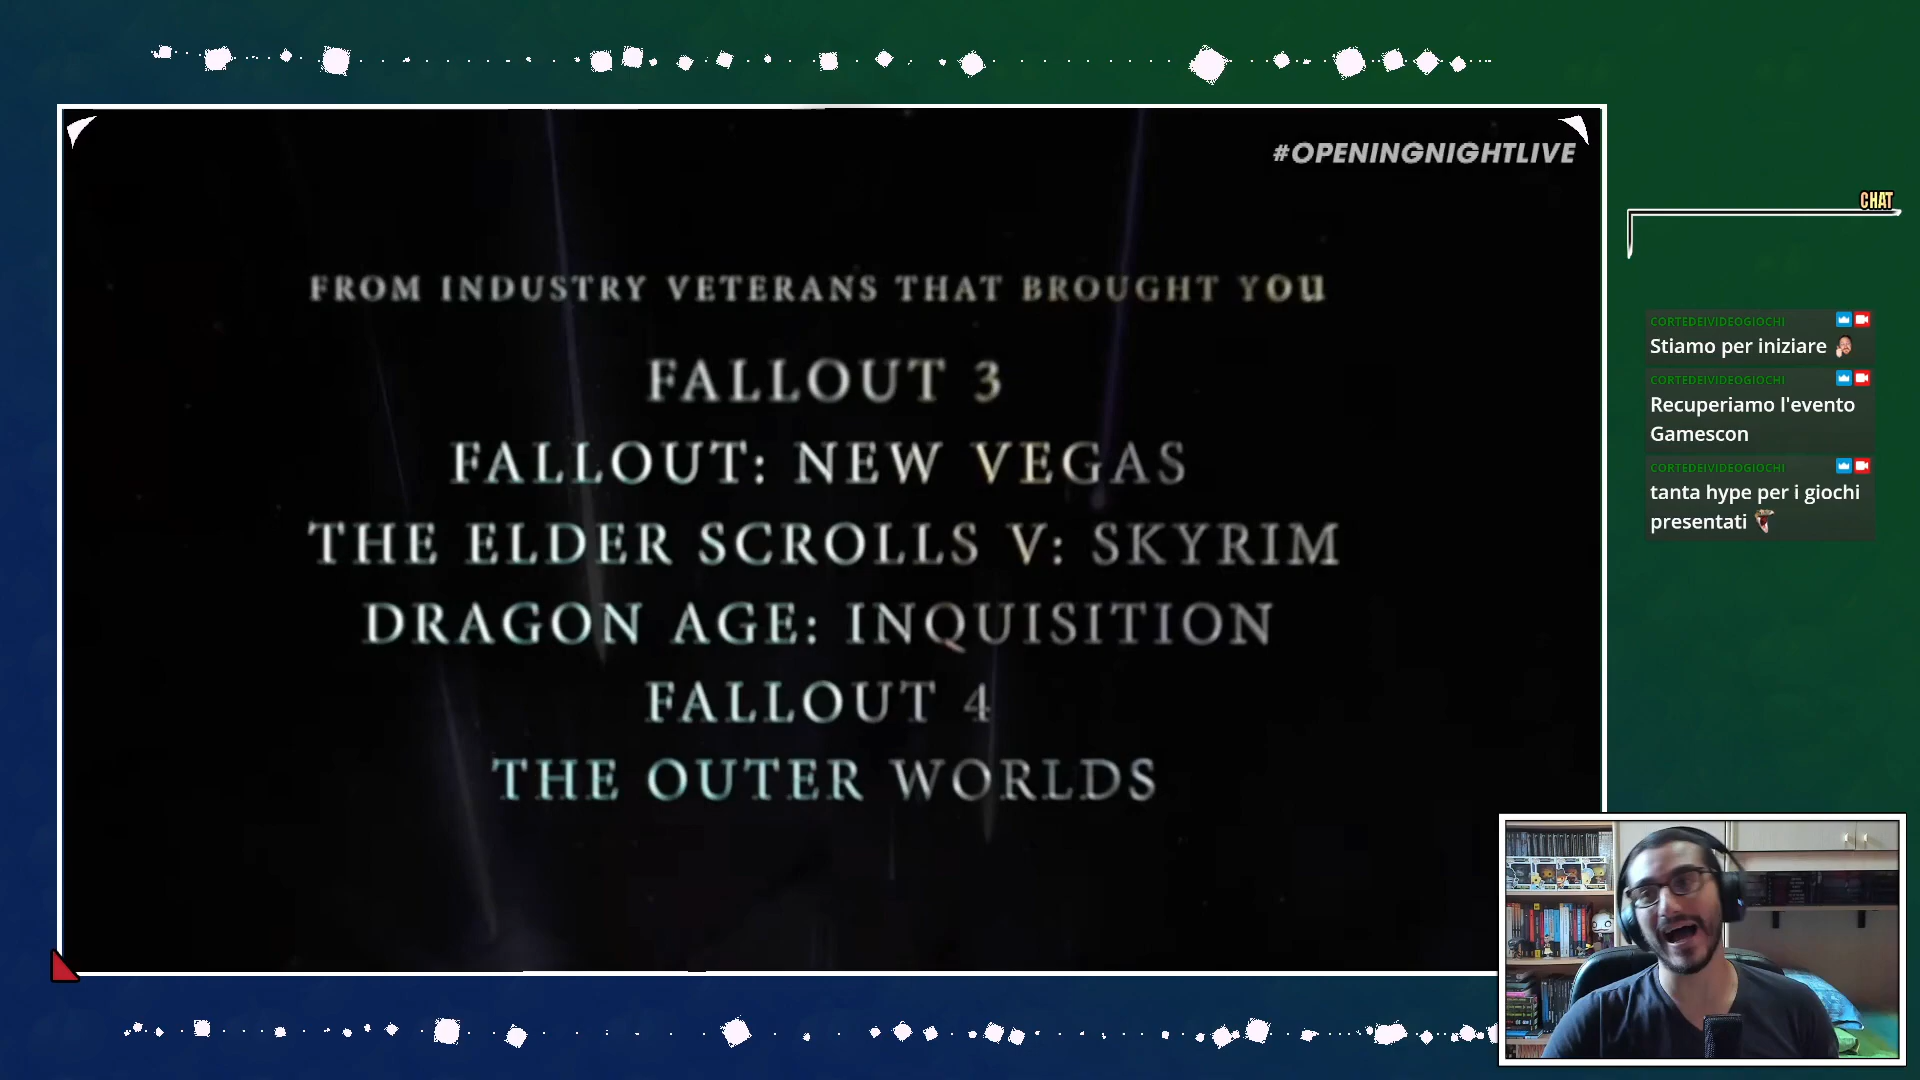 #OPENINGNIGHTLIVE
FROM INDUSTRY VETERANS THAT BROUGHT YOU
FALLOUT 3
FALLOUT: NEW VEGAS
THE ELDER SCROLLS V: SKYRIM
DRAGON AGE: INQUISITION
FALLOUT 4
THE OUTER WORLDS
CHAT
CORTEDEIVIDEOGIOCHI
Stiamo per iniziare
CORTEDEIVIDEOGIOCHI
Recuperiamo l'evento
Gamescon
CORTEDEIVIDEOGIOCHI
tanta hype per i giochi
presentati